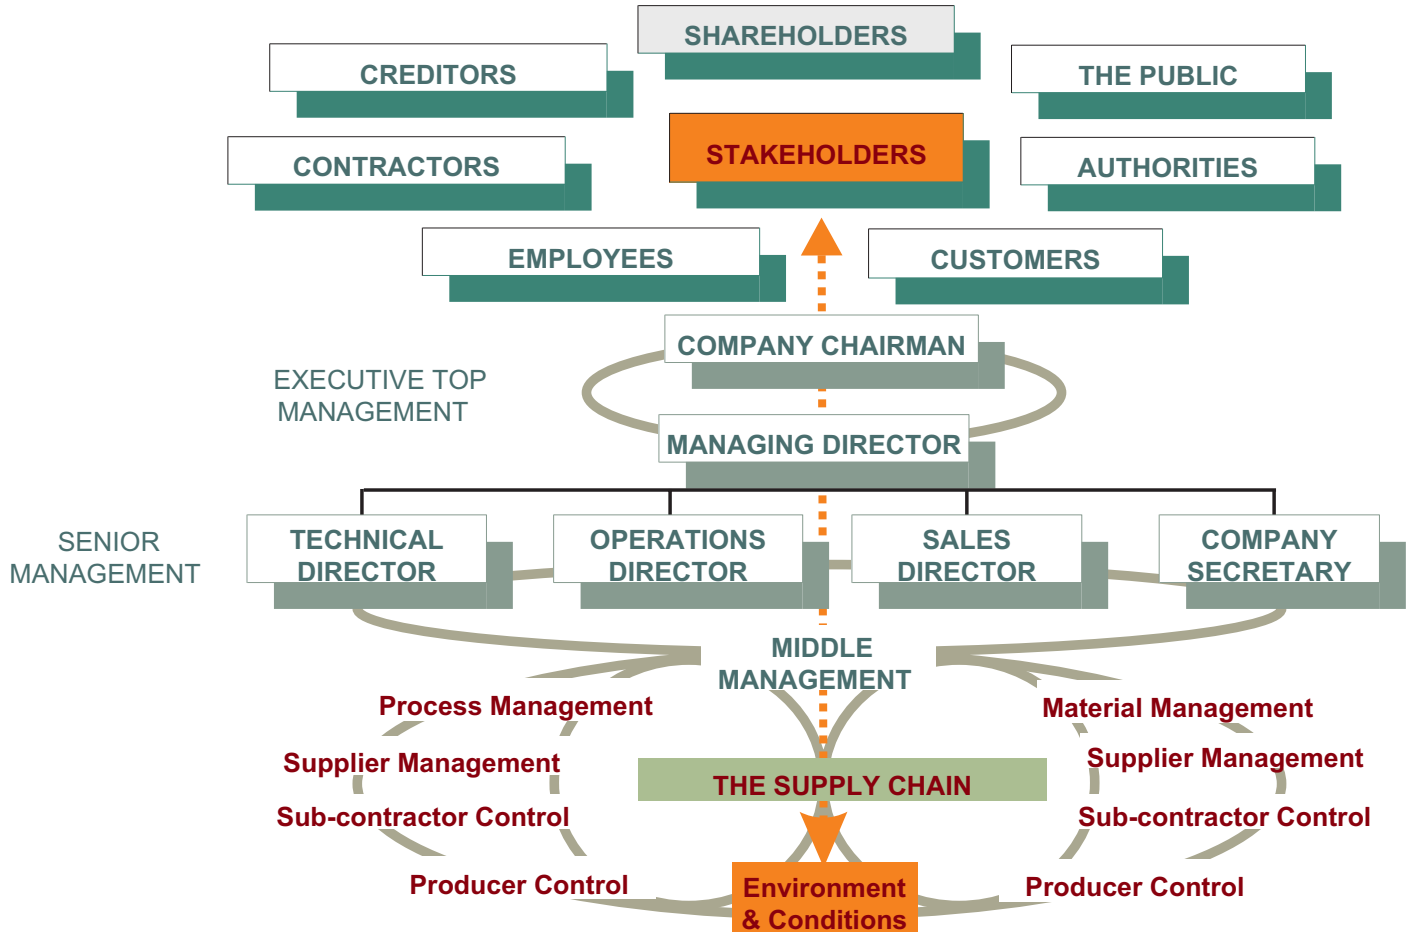 SHAREHOLDERS
CREDITORS
THE PUBLIC
STAKEHOLDERS
CONTRACTORS
AUTHORITIES
EMPLOYEES
CUSTOMERS
COMPANY CHAIRMAN
EXECUTIVE TOP
MANAGEMENT
MANAGING DIRECTOR
SENIOR
MANAGEMENT
TECHNICAL
DIRECTOR
OPERATIONS
DIRECTOR
SALES
DIRECTOR
COMPANY
SECRETARY
MIDDLE
MANAGEMENT
Process Management
Material Management
Supplier Management
Supplier Management
THE SUPPLY CHAIN
Sub-contractor Control
Sub-contractor Control
Producer Control
Producer Control
Environment
& Conditions